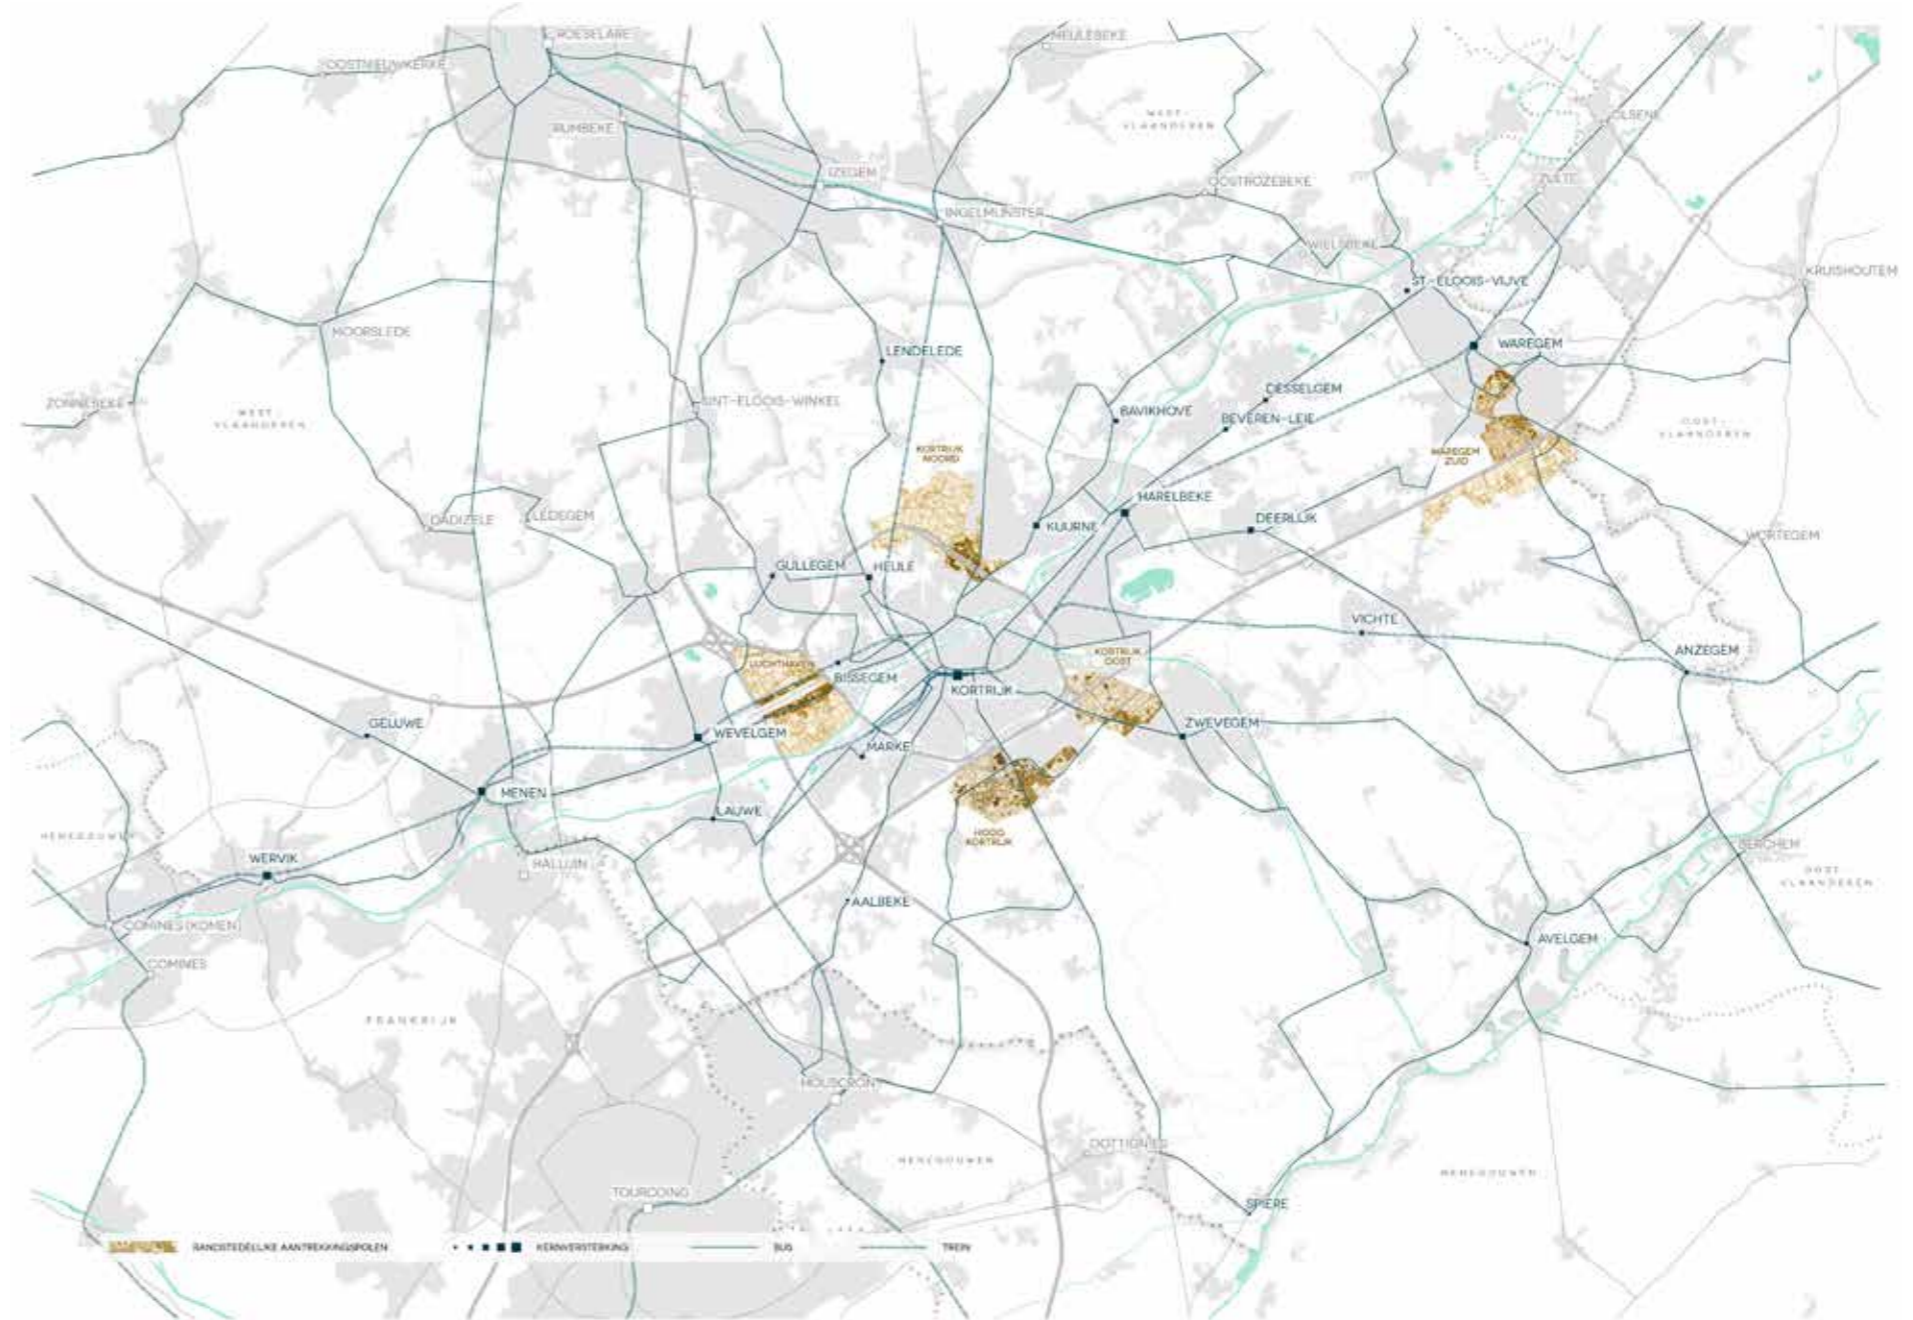 ROESELARE
MEULEBEKE
OOSTNIEUWKERKE
WEST-
VLAANDEREN
OLSENE
RUMBEKE
IZEGEM
ZULTE
OOSTROZEBEKE
INGELMUNSTER
WIELSBEKE
KRUISHOUTEM
ST.-ELOOIS-VIJVE
MOORSLEDE
WAREGEM
LENDELEDE
DESSELGEM
ZONNEBEKE
SINT-ELOOIS-WINKEL
BAVIKHOVE
BEVEREN-LEIE
WEST-
VLAANDEREN
OOST-
VLAANDEREN
KORTRIJK
NOORD
WAREGEM
ZUID
HARELBEKE
DADIZELE
LEDEGEM
KUURNE
DEERLIJK
WORTEGEM
GULLEGEM
HEULE
VICHTE
ANZEGEM
KORTRIJK
OOST
LUCHTHAVEN
BISSEGEM
KORTRIJK
GELUWE
WEVELGEM
ZWEVEGEM
MARKE
MENEN
LAUWE
HENEGOUWEN
HOOG
KORTRIJK
BERCHEM
WERVIK
HALLUIN
OOST
VLAANDEREN
AALBEKE
COMINES (KOMEN)
AVELGEM
COMINES
FRANKRIJK
MOUSCRON
DOTTIGNIES
HENEGOUWEN
HENEGOUWEN
TOURCOING
SPIERE
RANDSTEDELIJKE AANTREKKINGSPOLEN
KERNVERSTERKING
BUS
TREIN